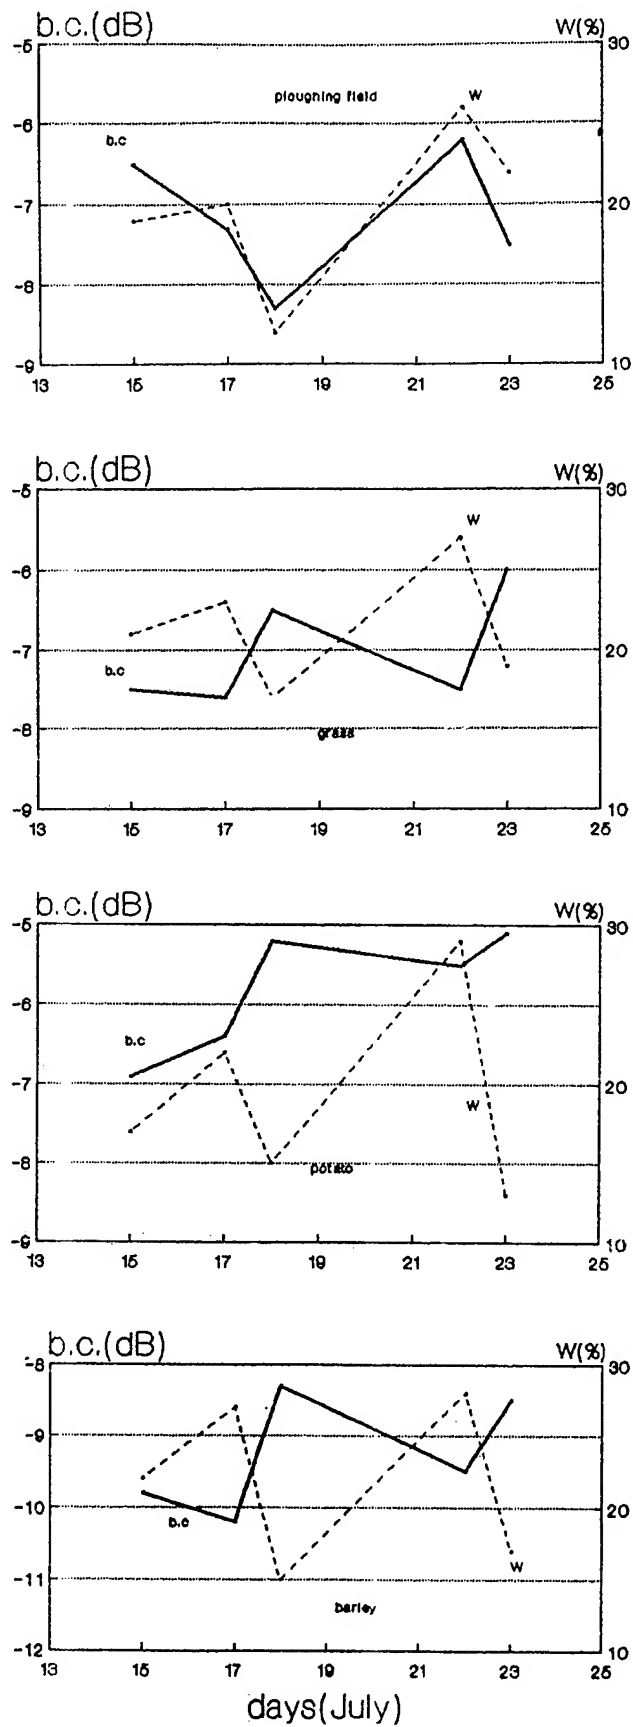 b.c.(dB) W(%)
-5 30
ploughing field W
-6
b.c
-7 20
-8
-9 10
13 15 17 19 21 23 25
b.c.(dB) W(%)
-5 30
W
-6
b.c
-7 20
-8
grass
-9 10
13 15 17 19 21 23 25
b.c.(dB) W(%)
-5 30
-6
b.c
-7 20
W
-8
potato
-9 10
13 15 17 19 21 23 25
b.c.(dB) W(%)
-8 30
-9
-10 20
b.c
W
-11
barley
-12 10
13 15 17 19 21 23 25
days(July)